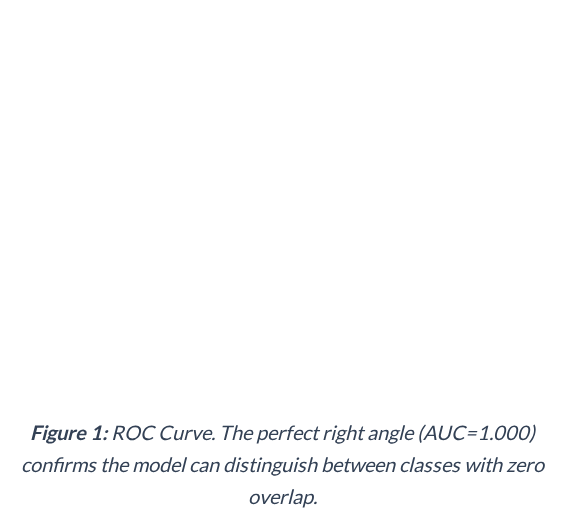 Figure 1: ROC Curve. The perfect right angle (AUC=1.000)
confirms the model can distinguish between classes with zero
overlap.